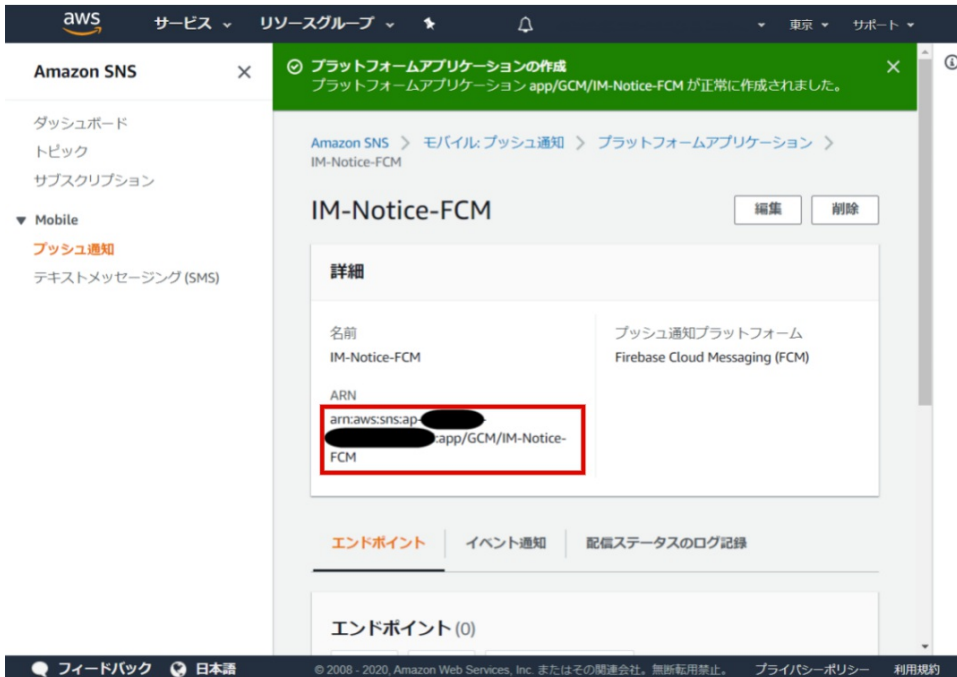 aws
サービス
リソースグループ
東京
サポート
Amazon SNS
ダッシュボード
トピック
サブスクリプション
Mobile
プッシュ通知
テキストメッセージング (SMS)
プラットフォームアプリケーションの作成
プラットフォームアプリケーション app/GCM/IM-Notice-FCM が正常に作成されました。
Amazon SNS > モバイル: プッシュ通知 > プラットフォームアプリケーション >
IM-Notice-FCM
IM-Notice-FCM
編集
削除
詳細
名前
IM-Notice-FCM
プッシュ通知プラットフォーム
Firebase Cloud Messaging (FCM)
ARN
arn:aws:sns:ap-
:app/GCM/IM-Notice-
FCM
エンドポイント
イベント通知
配信ステータスのログ記録
エンドポイント (0)
フィードバック
日本語
© 2008 - 2020, Amazon Web Services, Inc. またはその関連会社。無断転用禁止。
プライバシーポリシー
利用規約